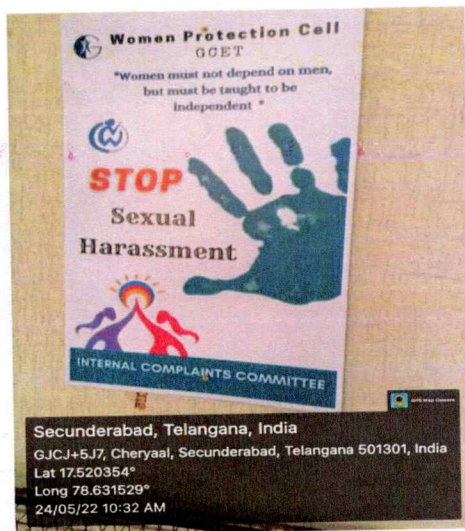 Women Protection Cell
GCET
"Women must not depend on men,
but must be taught to be
independent "
STOP
Sexual
Harassment
INTERNAL COMPLAINTS COMMITTEE
GPS Map Camera
Secunderabad, Telangana, India
GJCJ+5J7, Cheryaal, Secunderabad, Telangana 501301, India
Lat 17.520354°
Long 78.631529°
24/05/22 10:32 AM